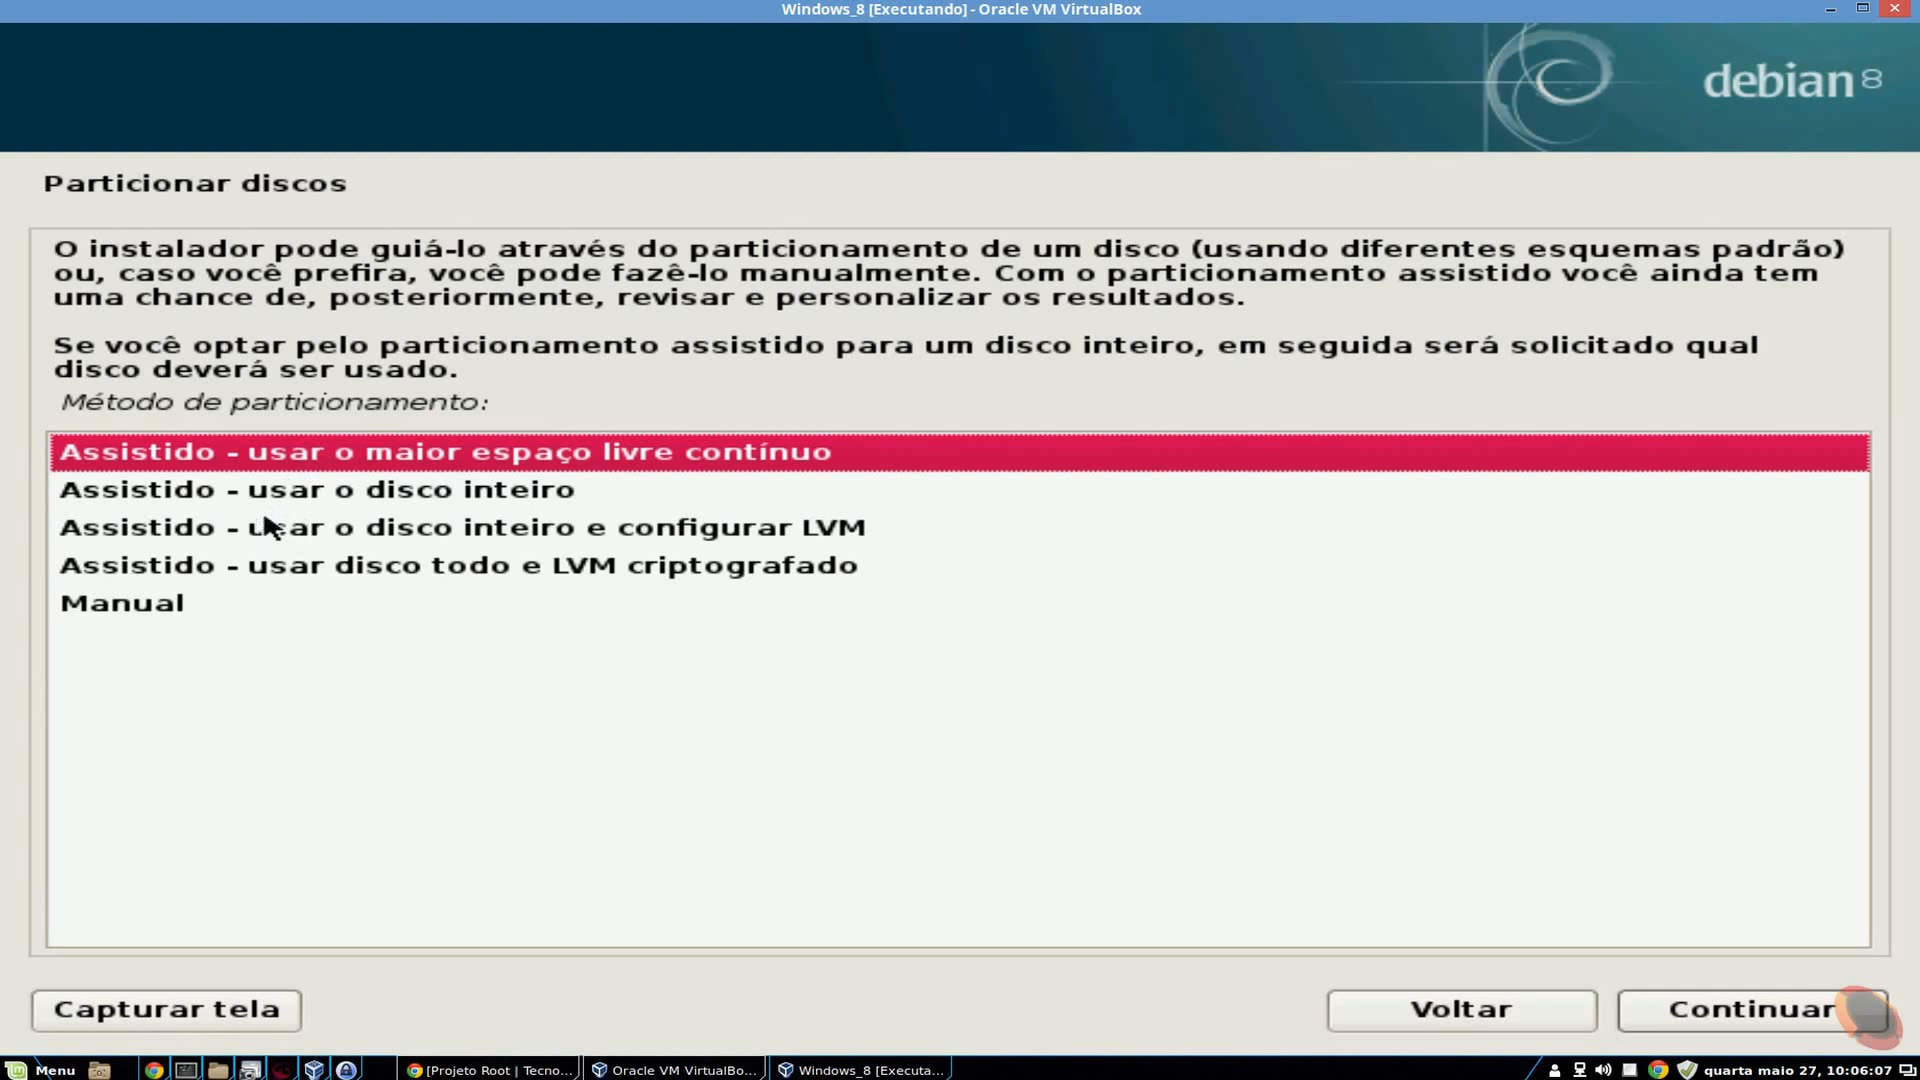 Windows_8 [Executando] - Oracle VM VirtualBox
debian 8
Particionar discos
O instalador pode guiá-lo através do particionamento de um disco (usando diferentes esquemas padrão)
ou, caso você prefira, você pode fazê-lo manualmente. Com o particionamento assistido você ainda tem
uma chance de, posteriormente, revisar e personalizar os resultados.
Se você optar pelo particionamento assistido para um disco inteiro, em seguida será solicitado qual
disco deverá ser usado.
Método de particionamento:
Assistido - usar o maior espaço livre contínuo
Assistido - usar o disco inteiro
Assistido - usar o disco inteiro e configurar LVM
Assistido - usar disco todo e LVM criptografado
Manual
Capturar tela
Voltar
Continuar
Menu
[Projeto Root | Tecno...
Oracle VM VirtualBo...
Windows_8 [Executa...
quarta maio 27, 10:06:07